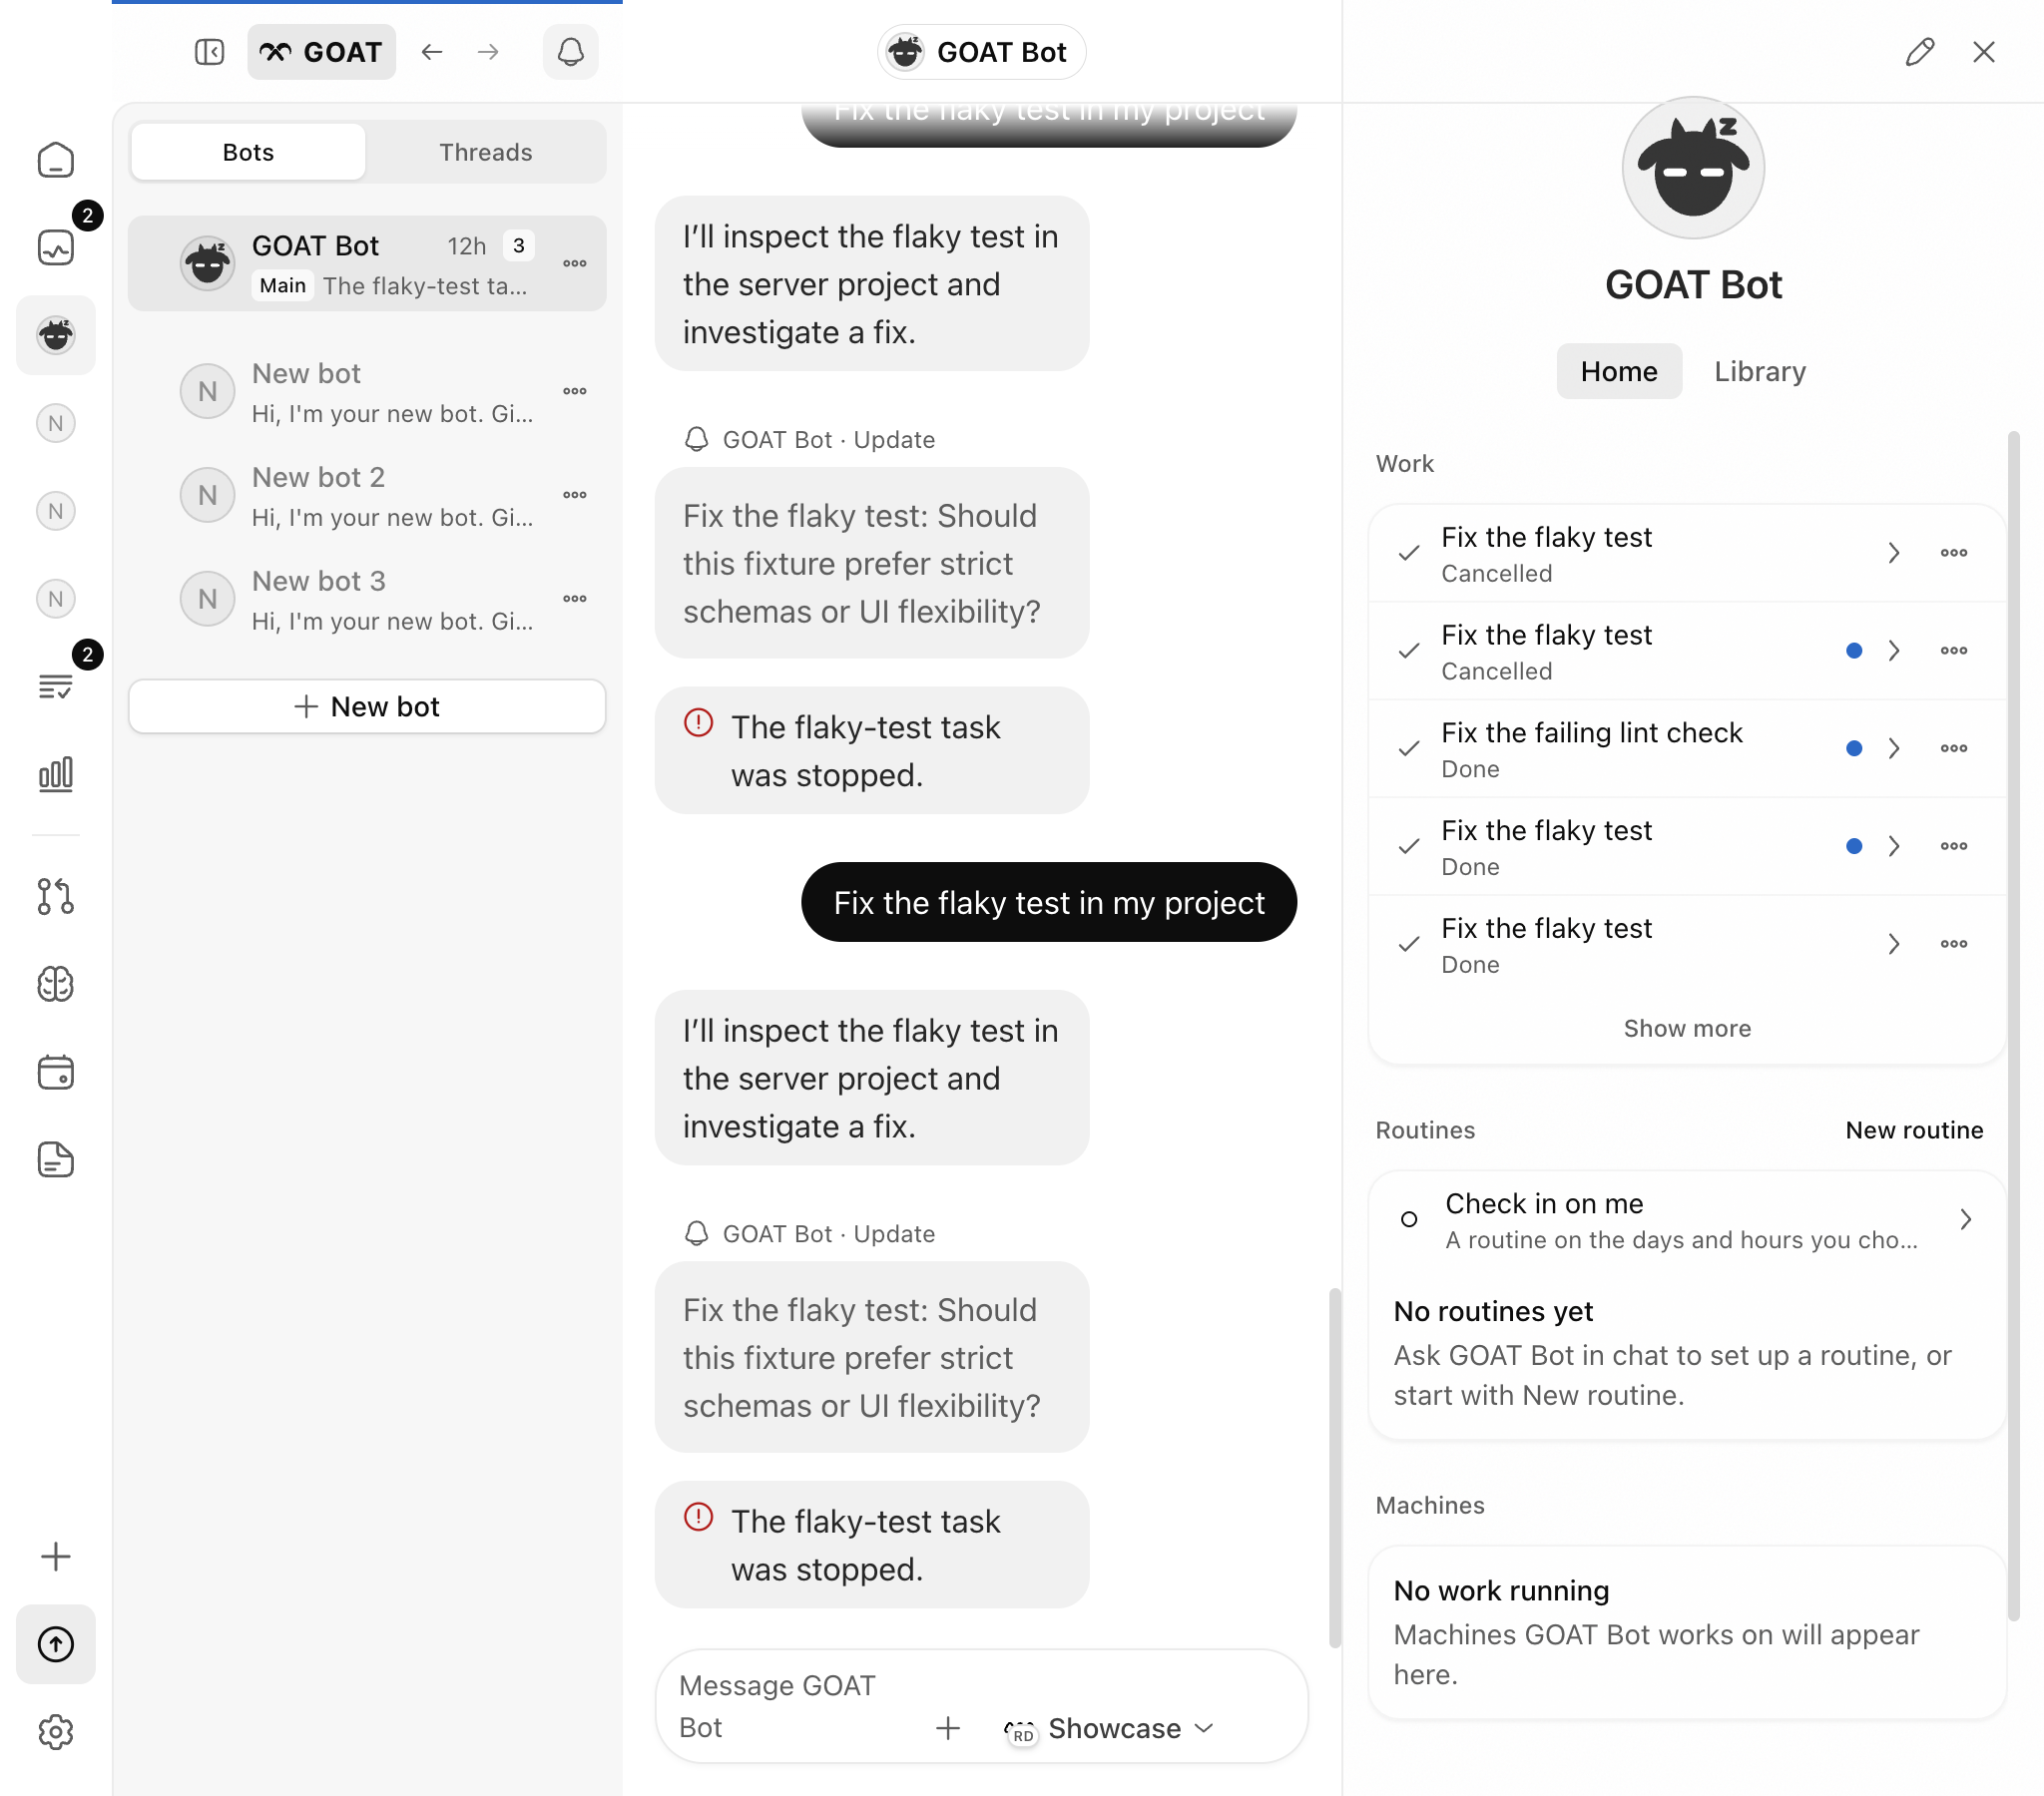 GOAT
GOAT Bot
Bots
Threads
2
GOAT Bot
12h
3
Main
The flaky-test ta...
N
New bot
Hi, I'm your new bot. Gi...
N
New bot 2
Hi, I'm your new bot. Gi...
N
New bot 3
Hi, I'm your new bot. Gi...
N
N
N
2
New bot
Fix the flaky test in my project
I’ll inspect the flaky test in
the server project and
investigate a fix.
GOAT Bot · Update
Fix the flaky test: Should
this fixture prefer strict
schemas or UI flexibility?
The flaky-test task
was stopped.
Fix the flaky test in my project
I’ll inspect the flaky test in
the server project and
investigate a fix.
GOAT Bot · Update
Fix the flaky test: Should
this fixture prefer strict
schemas or UI flexibility?
The flaky-test task
was stopped.
Message GOAT
Bot
RD
Showcase
z
GOAT Bot
Home
Library
Work
Fix the flaky test
Cancelled
Fix the flaky test
Cancelled
Fix the failing lint check
Done
Fix the flaky test
Done
Fix the flaky test
Done
Show more
Routines
New routine
Check in on me
A routine on the days and hours you cho...
No routines yet
Ask GOAT Bot in chat to set up a routine, or
start with New routine.
Machines
No work running
Machines GOAT Bot works on will appear
here.